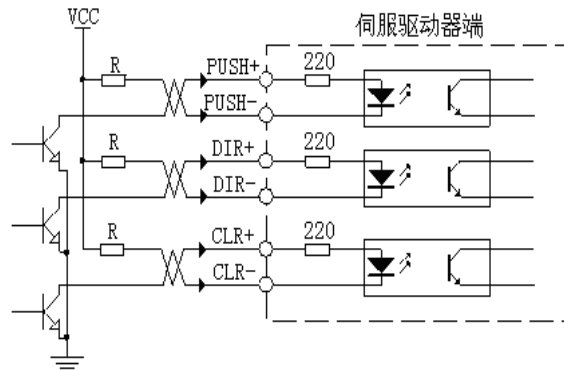 VCC
伺服驱动器端
R
PUSH+
220
PUSH-
R
DIR+
220
DIR-
R
CLR+
220
CLR-